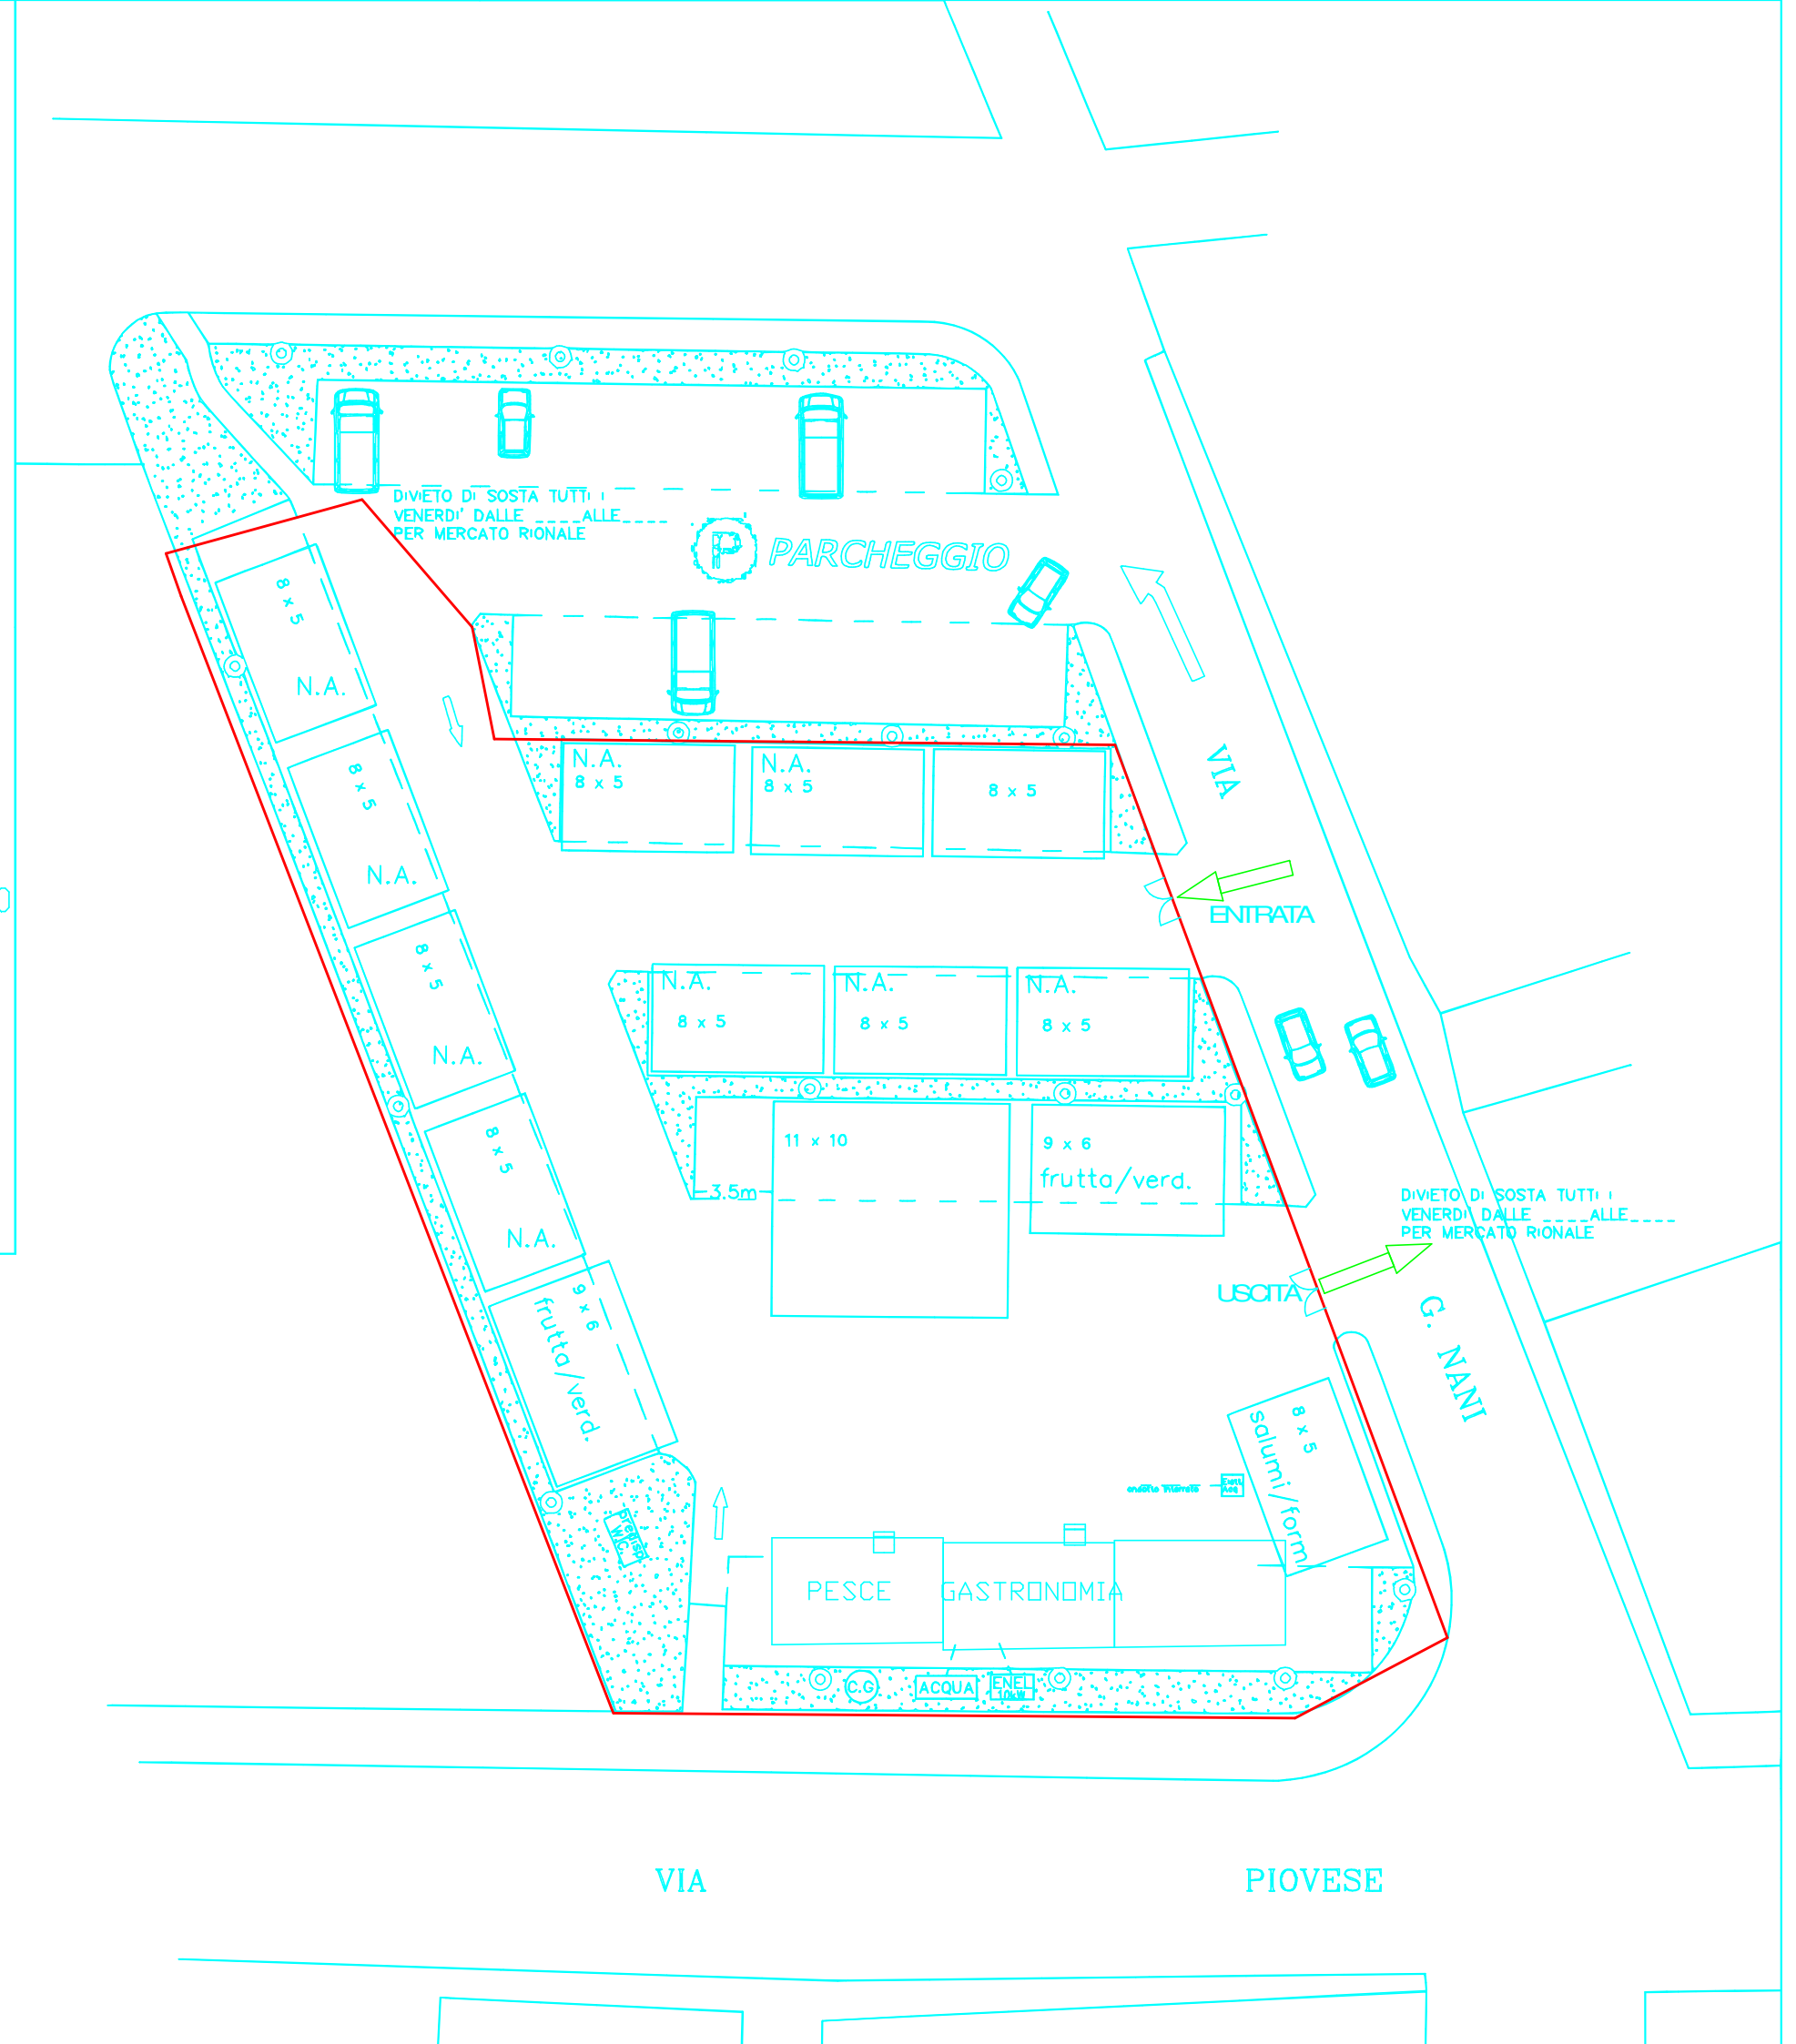 DIVIETO DI SOSTA TUTTI I
VENERDI' DALLE ____ALLE____
PER MERCATO RIONALE
P PARCHEGGIO
8 x 5
N.A.
8 x 5
N.A.
8 x 5
N.A.
8 x 5
N.A.
9 x 6
frutta/verd.
N.A.
8 x 5
N.A.
8 x 5
8 x 5
VIA
ENTRATA
N.A.
8 x 5
N.A.
8 x 5
N.A.
8 x 5
11 x 10
3.5m
9 x 6
frutta/verd.
DIVIETO DI SOSTA TUTTI I
VENERDI' DALLE ____ALLE____
PER MERCATO RIONALE
USCITA
G. NANI
8 x 5
salumi/form
W.C.
PESCE
GASTRONOMIA
C.G
ACQUA
ENEL
10kW
VIA
PIOVESE